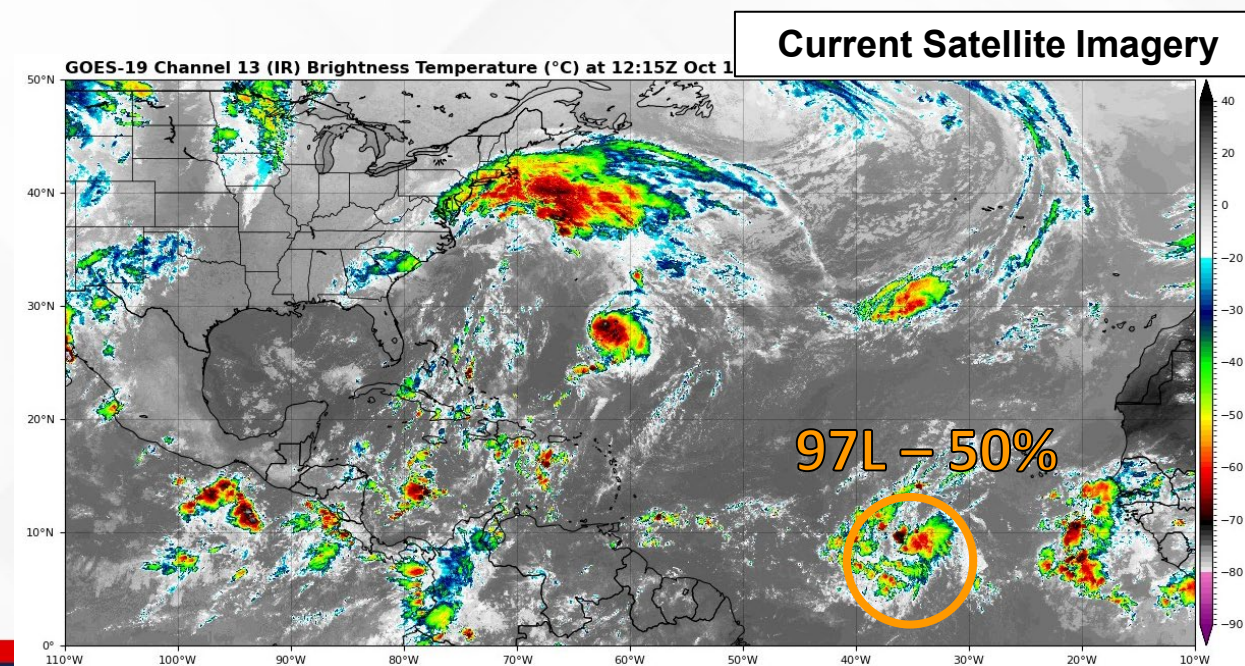 Current Satellite Imagery
GOES-19 Channel 13 (IR) Brightness Temperature (°C) at 12:15Z Oct 1
50°N
40°N
30°N
20°N
10°N
0°
97L – 50%
110°W 100°W 90°W 80°W 70°W 60°W 50°W 40°W 30°W 20°W 10°W
40
20
0
−20
−30
−40
−50
−60
−70
−80
−90